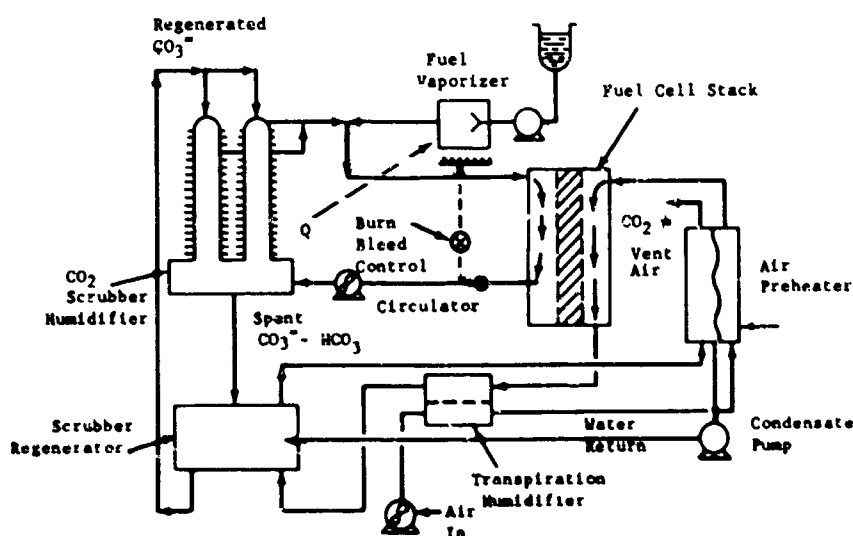 Regenerated
CO3=
Fuel
Vaporizer
Fuel Cell Stack
Q
Burn
Bleed
Control
CO2 *
Vent
Air
Air
Preheater
CO2
Scrubber
Humidifier
Circulator
Spent
CO3= - HCO3
Scrubber
Regenerator
Water
Return
Condensate
Pump
Transpiration
Humidifier
Air
In